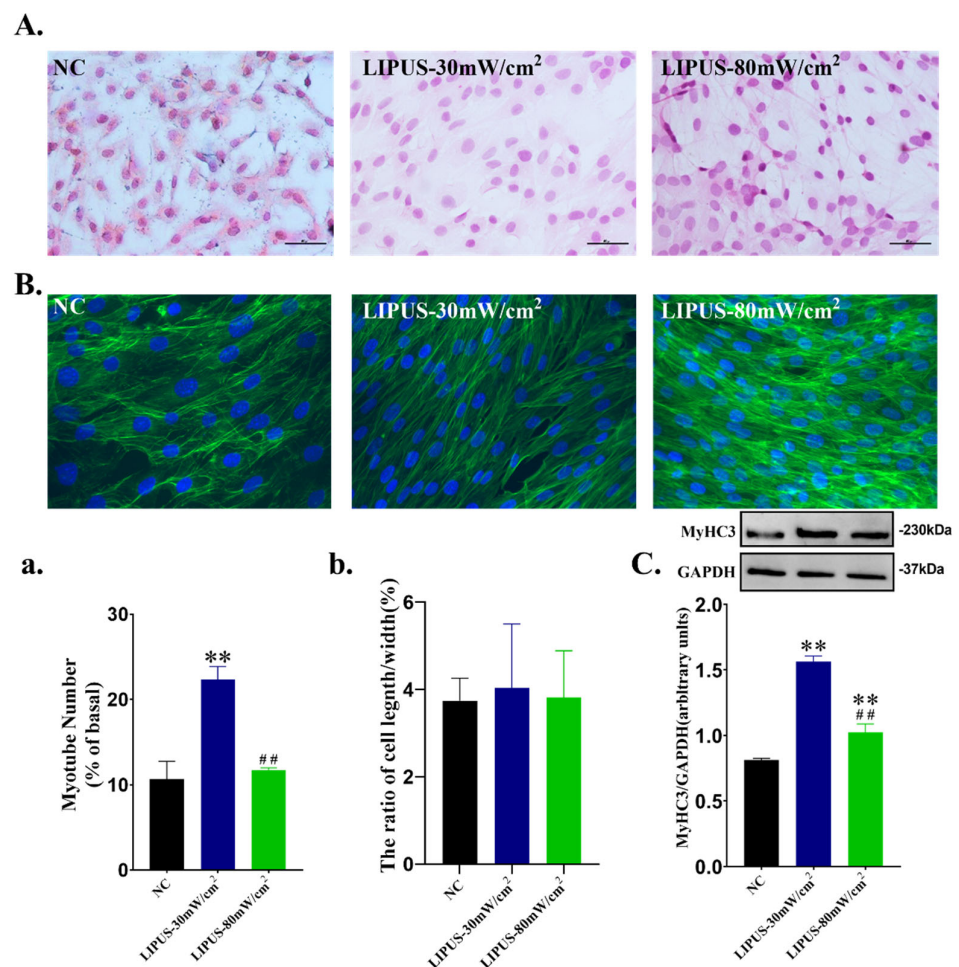 A.
NC
LIPUS-30mW/cm²
LIPUS-80mW/cm²
B.
NC
LIPUS-30mW/cm²
LIPUS-80mW/cm²
a.
Myotube Number
(% of basal)
30
20
10
0
**
##
NC
LIPUS-30mW/cm²
LIPUS-80mW/cm²
b.
The ratio of cell legnth/width(%)
6
4
2
0
NC
LIPUS-30mW/cm²
LIPUS-80mW/cm²
C.
MyHC3
-230kDa
GAPDH
-37kDa
MyHC3/GAPDH(arbltrary units)
2.0
1.5
1.0
0.5
0.0
**
**
##
NC
LIPUS-30mW/cm²
LIPUS-80mW/cm²